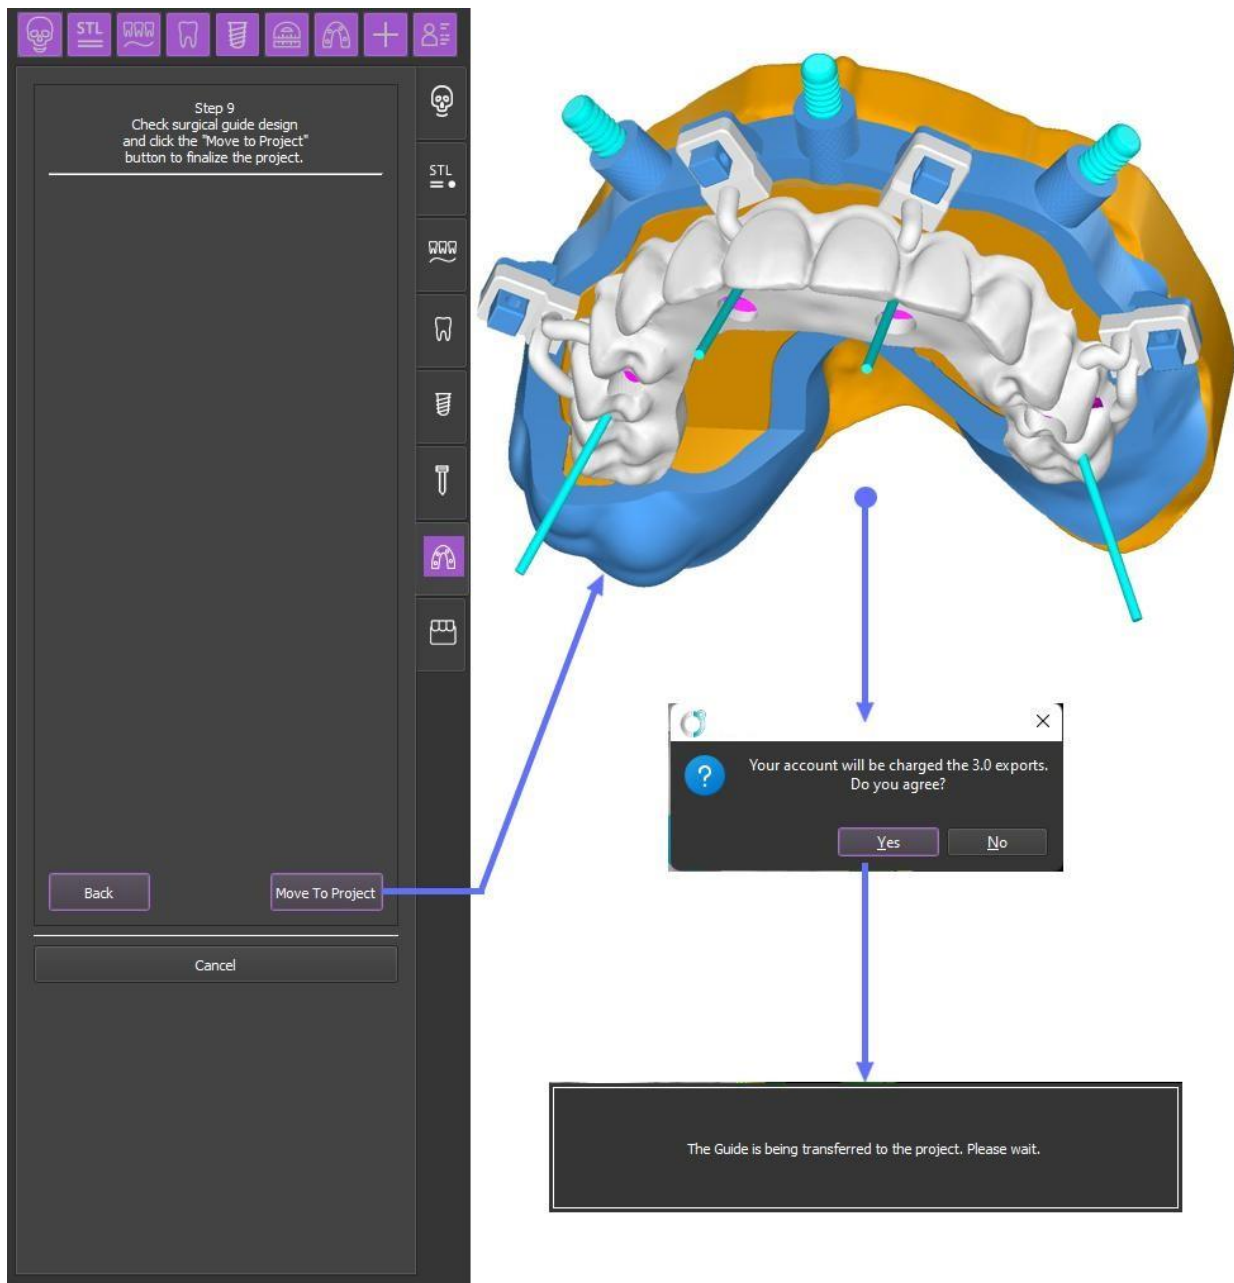 STL
Step 9
Check surgical guide design
and click the "Move to Project"
button to finalize the project.
STL
Back
Move To Project
Cancel
Your account will be charged the 3.0 exports.
Do you agree?
Yes
No
The Guide is being transferred to the project. Please wait.